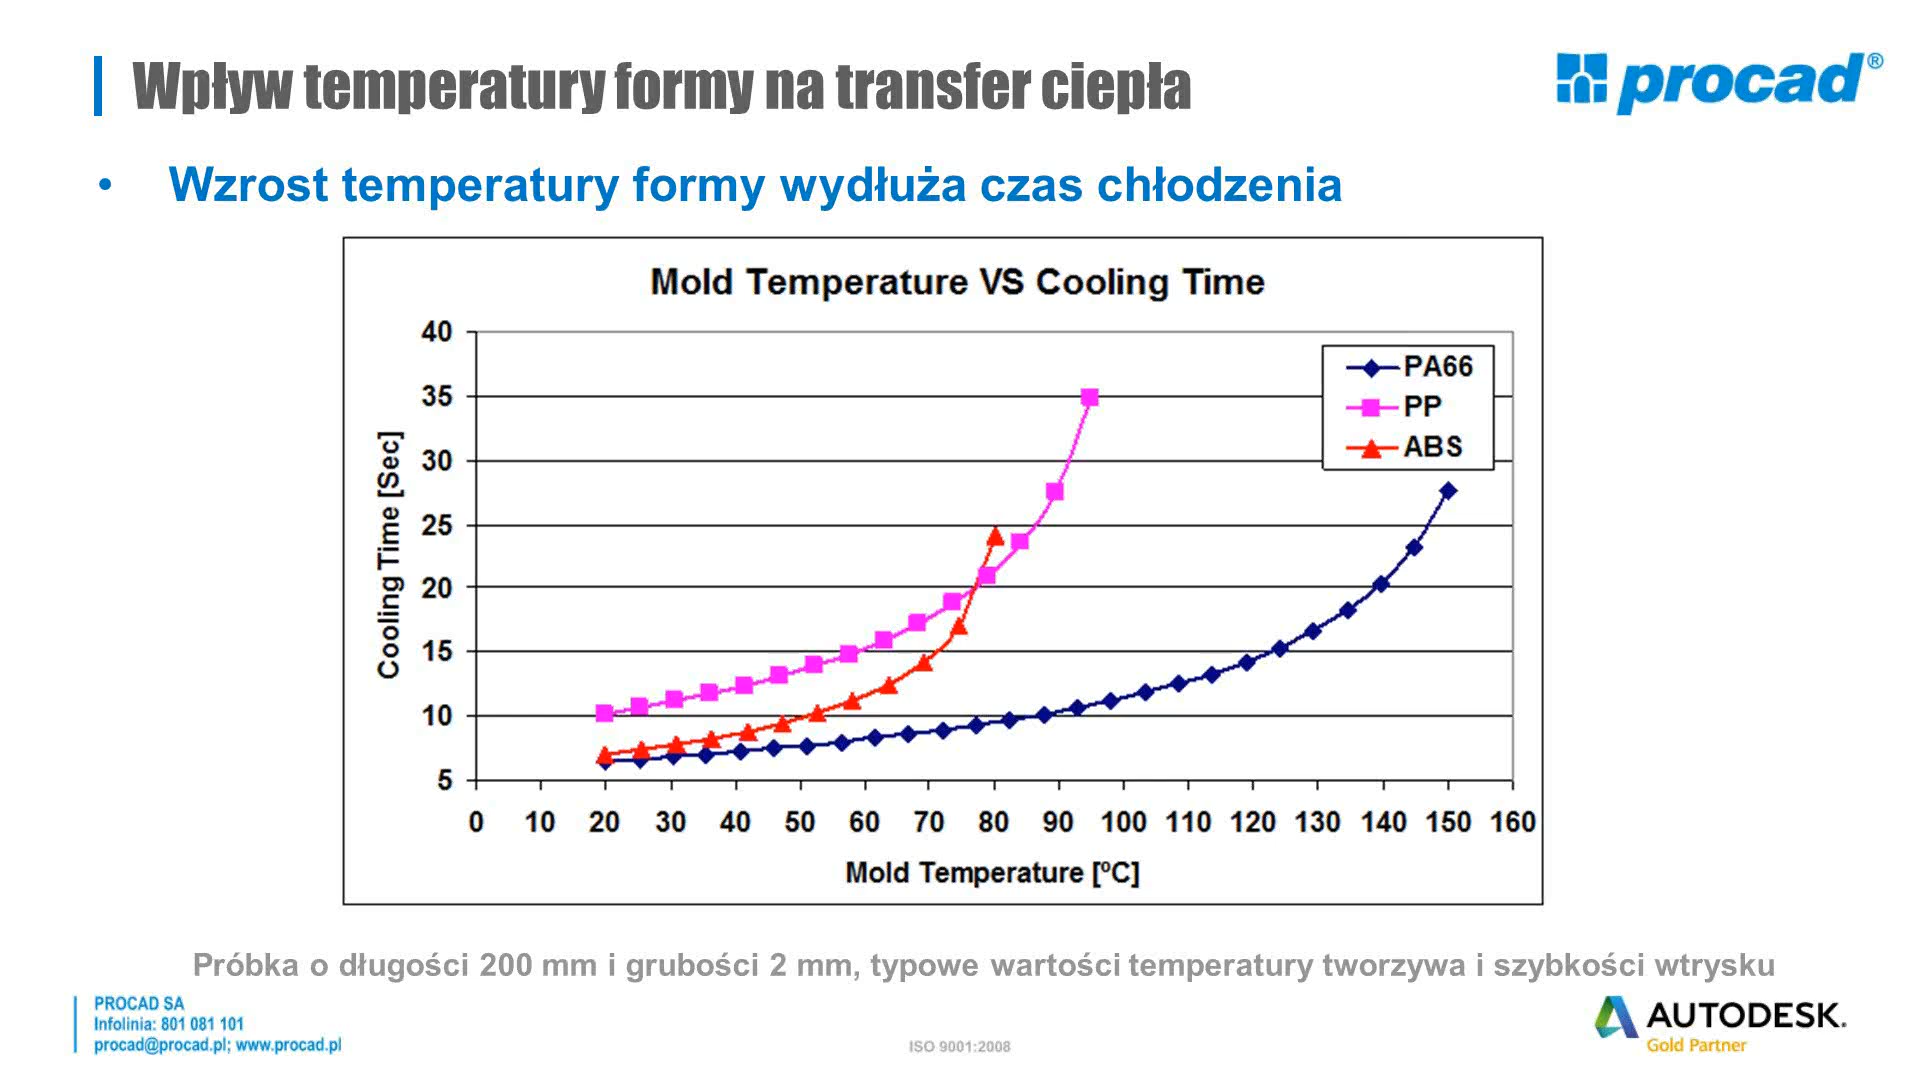 Wpływ temperatury formy na transfer ciepła
procad®
• Wzrost temperatury formy wydłuża czas chłodzenia
Mold Temperature VS Cooling Time
40
35
30
25
20
15
10
5
Cooling Time [Sec]
PA66
PP
ABS
0 10 20 30 40 50 60 70 80 90 100 110 120 130 140 150 160
Mold Temperature [ºC]
Próbka o długości 200 mm i grubości 2 mm, typowe wartości temperatury tworzywa i szybkości wtrysku
PROCAD SA
Infolinia: 801 081 101
procad@procad.pl; www.procad.pl
ISO 9001:2008
AUTODESK.
Gold Partner